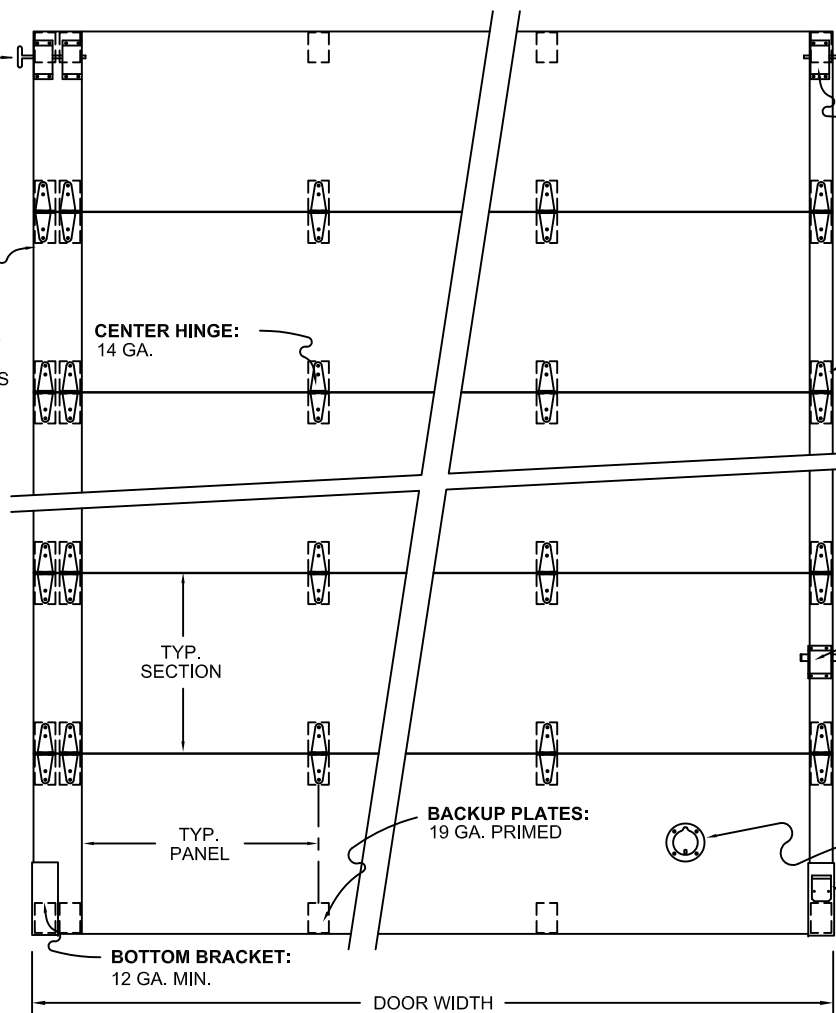 CENTER HINGE:
14 GA.
S
TYP.
SECTION
TYP.
PANEL
BACKUP PLATES:
19 GA. PRIMED
BOTTOM BRACKET:
12 GA. MIN.
DOOR WIDTH